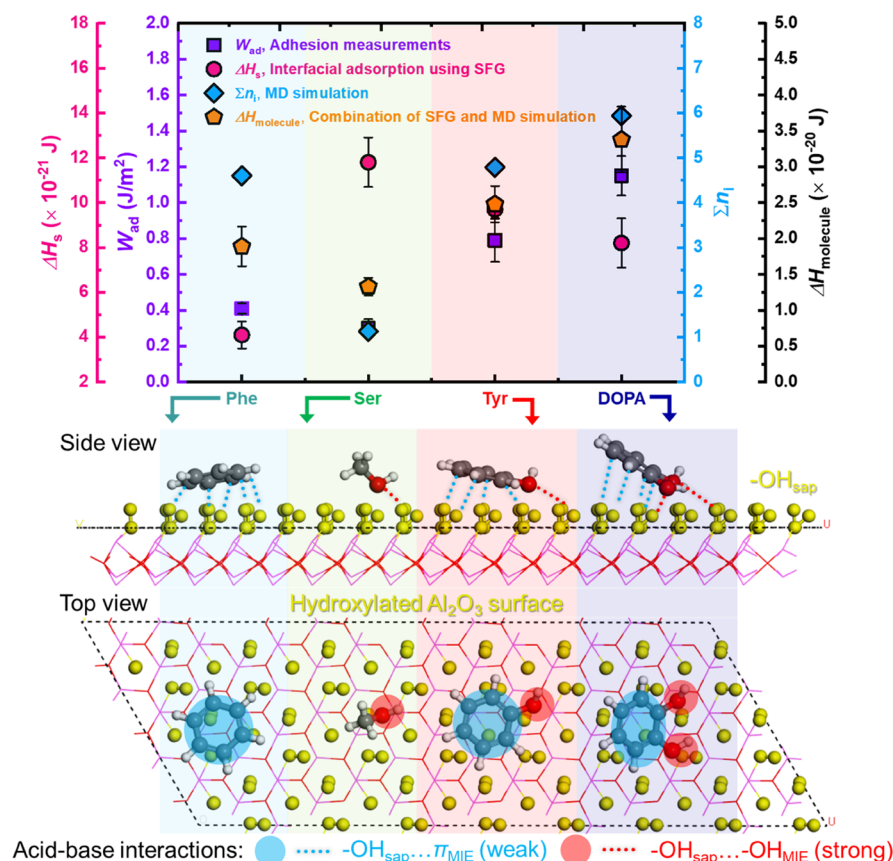 18
16
14
12
10
8
6
4
2
ΔHs (× 10-21 J)
2.0
1.8
1.6
1.4
1.2
1.0
0.8
0.6
0.4
0.2
0.0
Wad (J/m2)
Wad, Adhesion measurements
ΔHs, Interfacial adsorption using SFG
Σni, MD simulation
ΔHmolecule, Combination of SFG and MD simulation
8
7
6
5
4
3
2
1
0
Σni
5.0
4.5
4.0
3.5
3.0
2.5
2.0
1.5
1.0
0.5
0.0
ΔHmolecule (× 10-20 J)
Phe Ser Tyr DOPA
Side view
-OHsap
V U
Top view Hydroxylated Al2O3 surface
O U
Acid-base interactions: -OHsap...πMIE (weak) -OHsap...-OHMIE (strong)